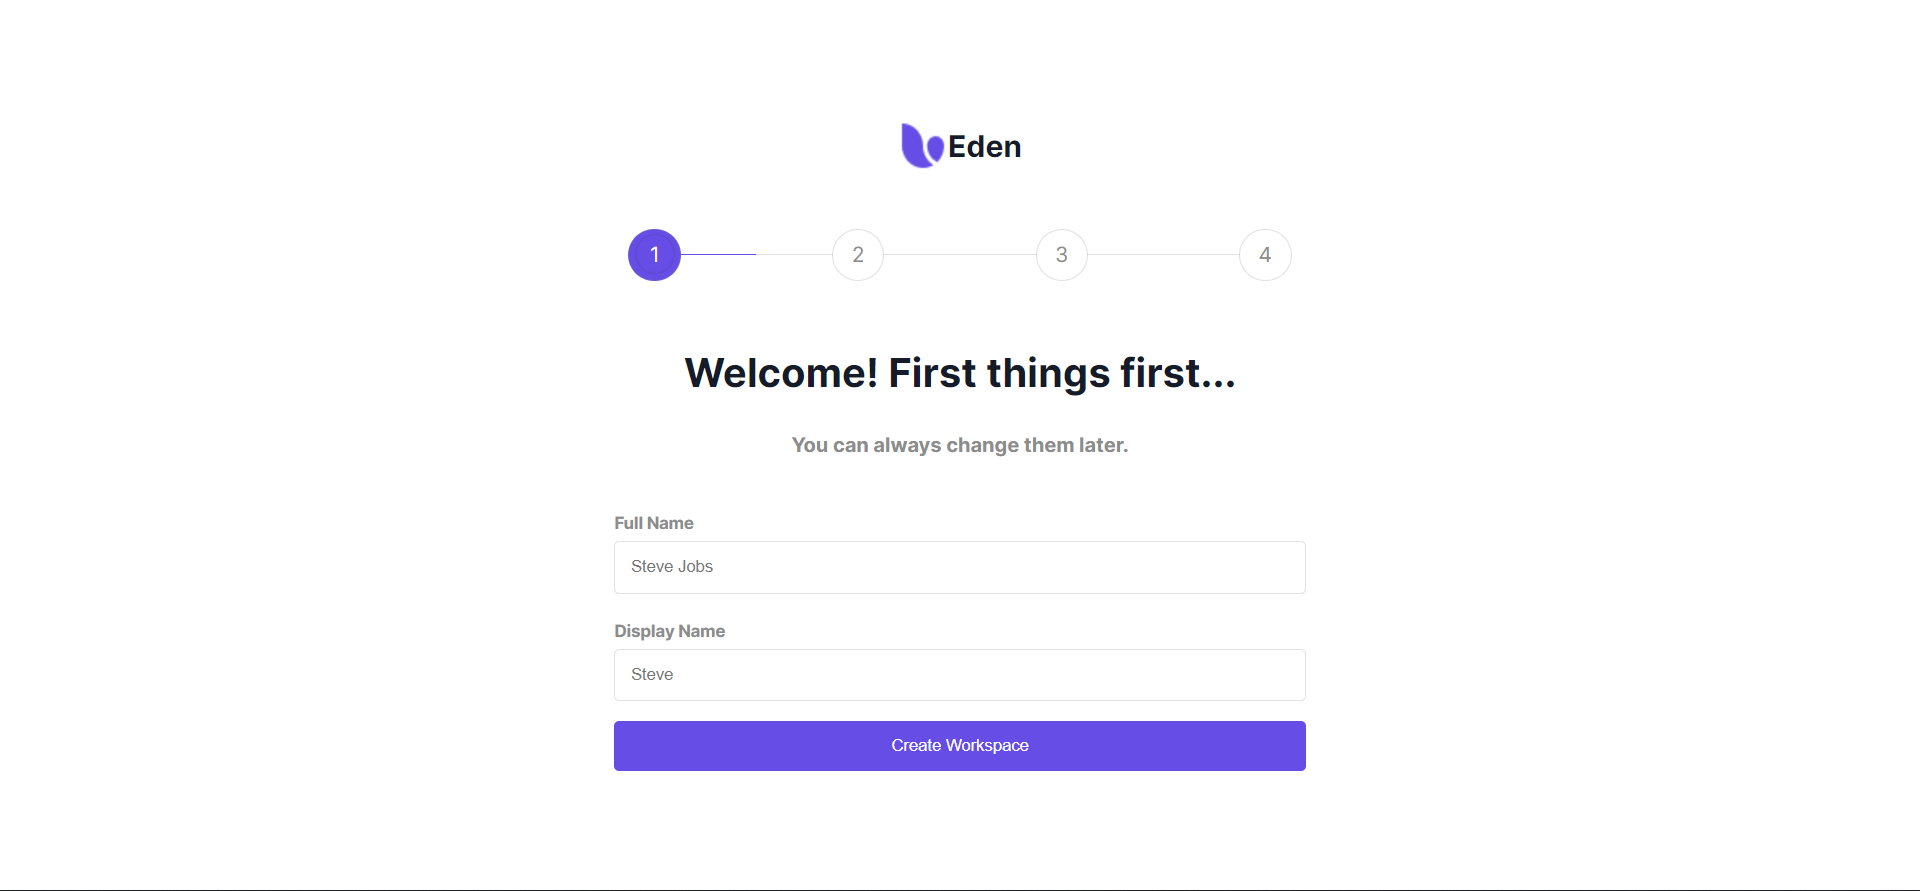 Eden
1 2 3 4
Welcome! First things first...
You can always change them later.
Full Name
Steve Jobs
Display Name
Steve
Create Workspace